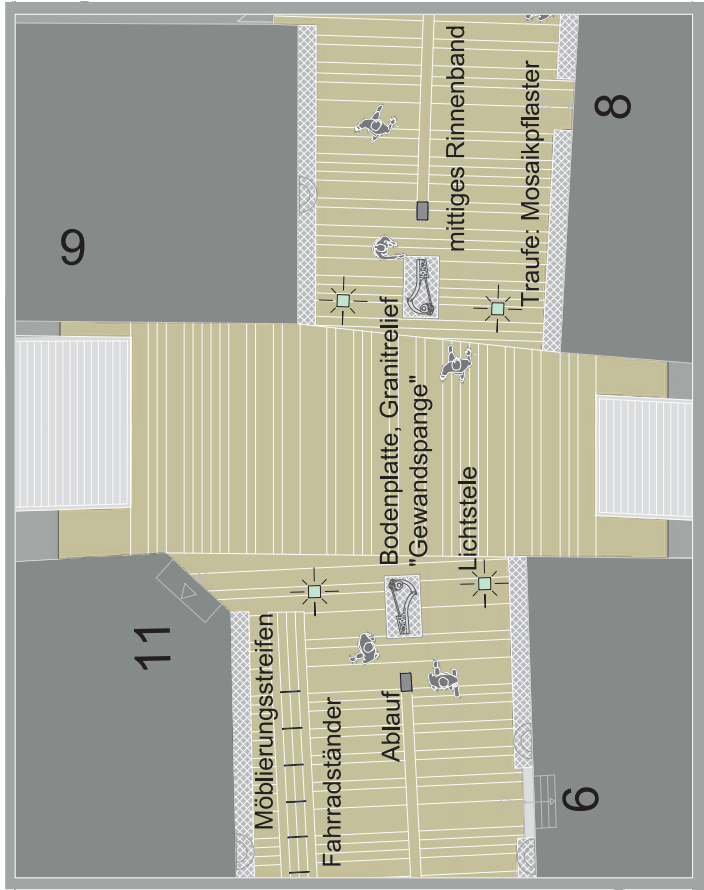 9
11
Möblierungsstreifen
Fahrradständer
Ablauf
Bodenplatte, Granitrelief
"Gewandspange"
mittiges Rinnenband
Lichtstele
Traufe: Mosaikpflaster
6
8